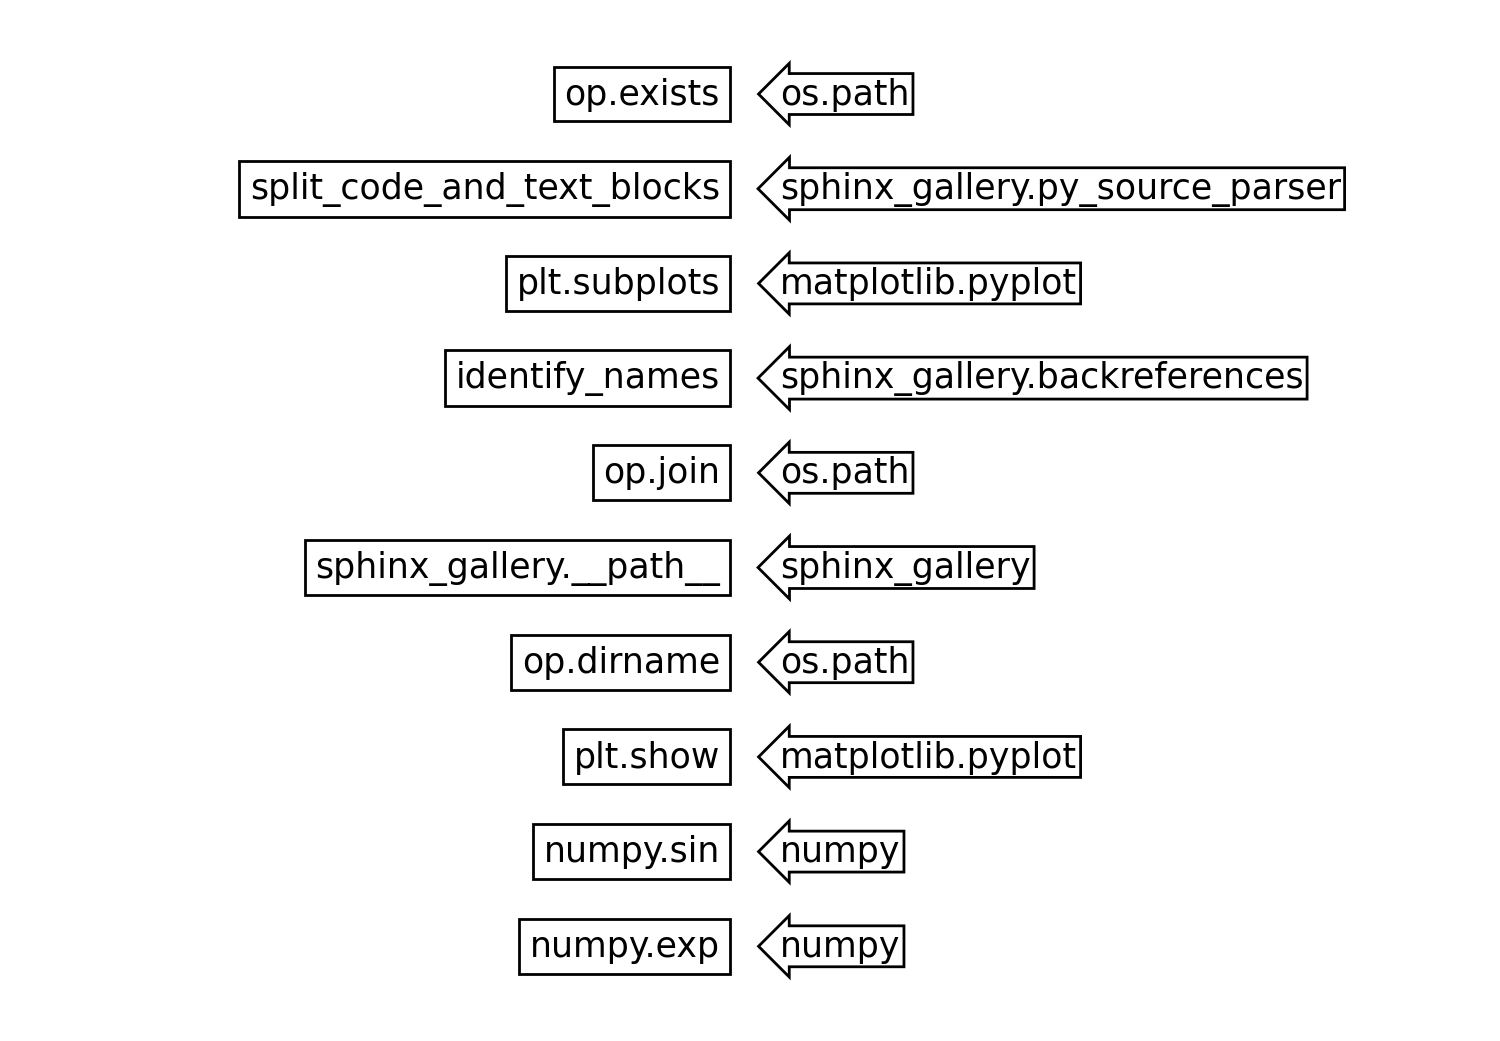 op.exists os.path
split_code_and_text_blocks sphinx_gallery.py_source_parser
plt.subplots matplotlib.pyplot
identify_names sphinx_gallery.backreferences
op.join os.path
sphinx_gallery.__path__ sphinx_gallery
op.dirname os.path
plt.show matplotlib.pyplot
numpy.sin numpy
numpy.exp numpy